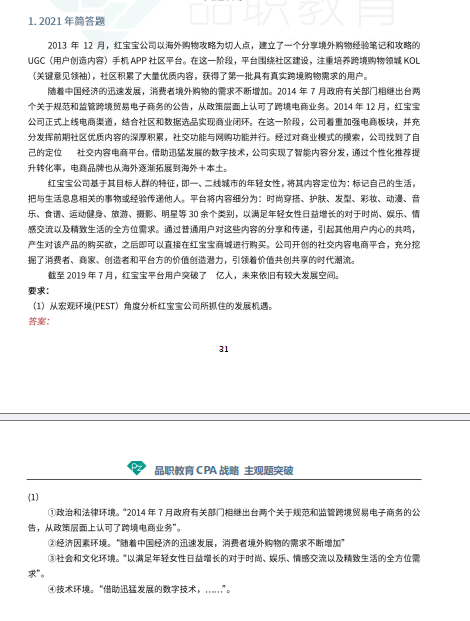 品职教育
1. 2021 年简答题
2013 年 12 月，红宝宝公司以海外购物攻略为切人点，建立了一个分享境外购物经验笔记和攻略的
UGC（用户创造内容）手机 APP 社区平台。在这一阶段，平台围绕社区建设，注重培养跨境购物领城 KOL
（关键意见领袖），社区积累了大量优质内容，获得了第一批具有真实跨境购物需求的用户。
随着中国经济的迅速发展，消费者境外购物的需求不断增加。2014 年 7 月政府有关部门相继出台两
个关于规范和监管跨境贸易电子商务的公告，从政策层面上认可了跨境电商业务。2014 年 12 月，红宝宝
公司正式上线电商渠道，结合社区和数据选品实现商业闭环。在这一阶段，公司着重加强电商板块，并充
分发挥前期社区优质内容的深厚积累，社交功能与网购功能并行。经过对商业模式的摸索，公司找到了自
己的定位 社交内容电商平台。借助迅猛发展的数字技术，公司实现了智能内容分发，通过个性化推荐提
升转化率，电商品牌也从海外逐渐拓展到海外＋本土。
红宝宝公司基于其目标人群的特征，即一、二线城市的年轻女性，将其内容定位为：标记自己的生活，
把与生活息息相关的事物或经验传递他人。平台将内容细分为：时尚穿搭、护肤、发型、彩妆、动漫、音
乐、食谱、运动健身、旅游、摄影、明星等 30 余个类别，以满足年轻女性日益增长的对于时尚、娱乐、情
感交流以及精致生活的全方位需求。通过普通用户对这些内容的分享和传递，引起其他用户内心的共鸣，
产生对该产品的购买欲，之后即可以直接在红宝宝商城进行购买。公司开创的社交内容电商平合，充分挖
掘了消费者、商家、创造者和平台方的价值创造潜力，引领着价值共创共享的时代潮流。
截至 2019 年 7 月，红宝宝平台用户突破了 亿人，未来依旧有较大发展空间。
要求：
（1）从宏观环境(PEST）角度分析红宝宝公司所抓住的发展机遇。
答案：
31
PZ 品职教育 CPA 战略 主观题突破
（1）
①政治和法律环境。“2014 年 7 月政府有关部门相继出台两个关于规范和监管跨境贸易电子商务的公
告，从政策层面上认可了跨境电商业务”。
②经济因素环境。“随着中国经济的迅速发展，消费者境外购物的需求不断增加”
③社会和文化环境。“以满足年轻女性日益增长的对于时尚、娱乐、情感交流以及精致生活的全方位需
求”。
④技术环境。“借助迅猛发展的数字技术，……”。